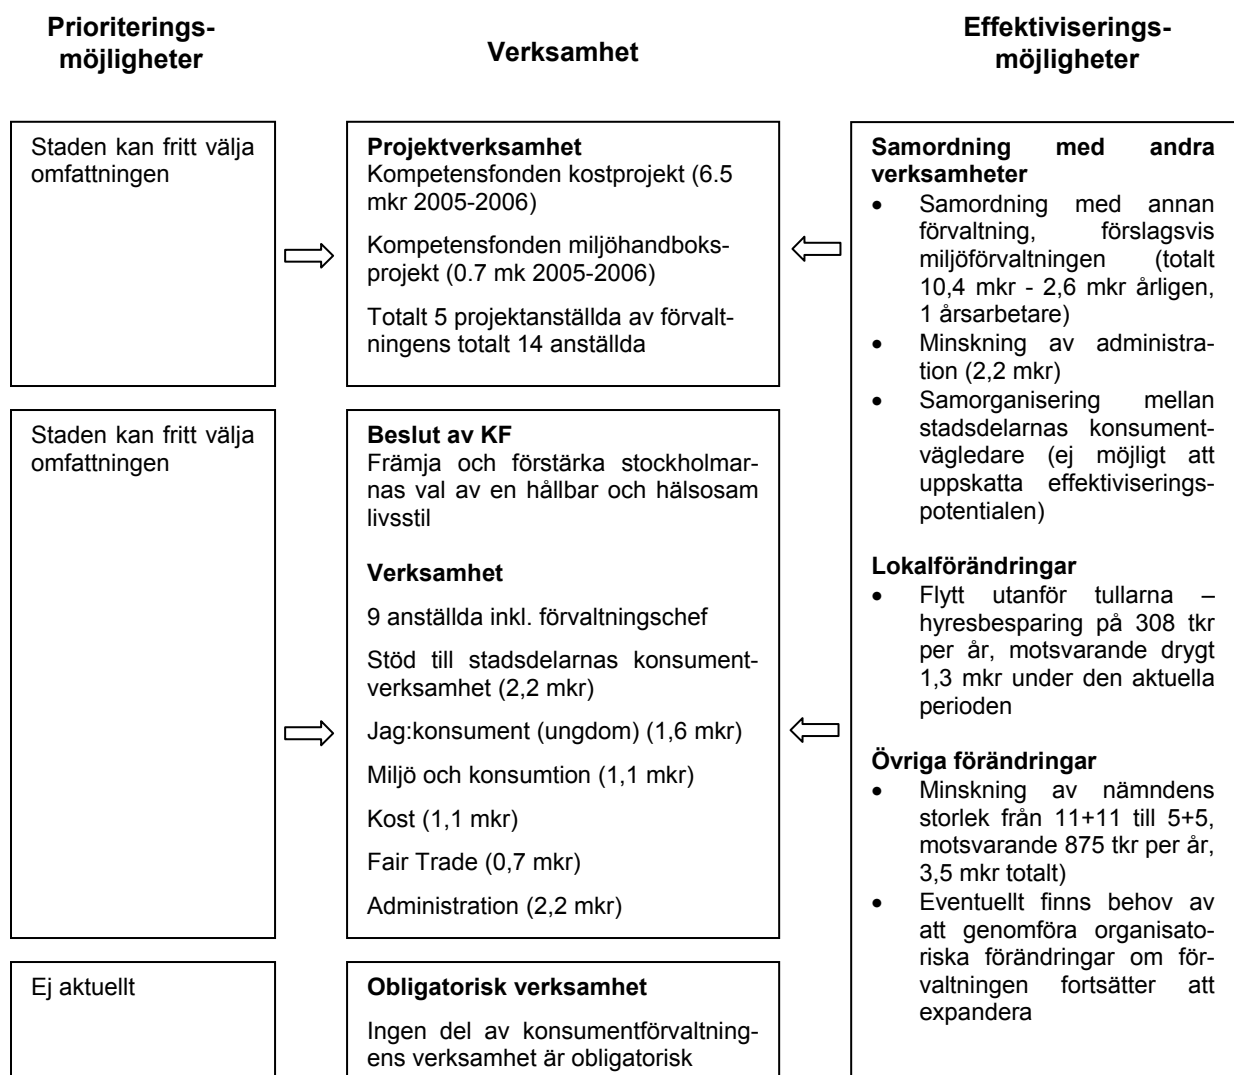 Prioriterings-
möjligheter
Verksamhet
Effektiviserings-
möjligheter
Staden kan fritt välja
omfattningen
Projektverksamhet
Kompetensfonden kostprojekt (6.5
mkr 2005-2006)
Kompetensfonden miljöhandboks-
projekt (0.7 mk 2005-2006)
Totalt 5 projektanställda av förvalt-
ningens totalt 14 anställda
Staden kan fritt välja
omfattningen
Beslut av KF
Främja och förstärka stockholmar-
nas val av en hållbar och hälsosam
livsstil
Verksamhet
9 anställda inkl. förvaltningschef
Stöd till stadsdelarnas konsument-
verksamhet (2,2 mkr)
Jag:konsument (ungdom) (1,6 mkr)
Miljö och konsumtion (1,1 mkr)
Kost (1,1 mkr)
Fair Trade (0,7 mkr)
Administration (2,2 mkr)
Ej aktuellt
Obligatorisk verksamhet
Ingen del av konsumentförvaltning-
ens verksamhet är obligatorisk
Samordning med andra
verksamheter
• Samordning med annan
förvaltning, förslagsvis
miljöförvaltningen (totalt
10,4 mkr - 2,6 mkr årligen,
1 årsarbetare)
• Minskning av administra-
tion (2,2 mkr)
• Samorganisering mellan
stadsdelarnas konsument-
vägledare (ej möjligt att
uppskatta effektiviserings-
potentialen)
Lokalförändringar
• Flytt utanför tullarna –
hyresbesparing på 308 tkr
per år, motsvarande drygt
1,3 mkr under den aktuella
perioden
Övriga förändringar
• Minskning av nämndens
storlek från 11+11 till 5+5,
motsvarande 875 tkr per år,
3,5 mkr totalt)
• Eventuellt finns behov av
att genomföra organisato-
riska förändringar om för-
valtningen fortsätter att
expandera